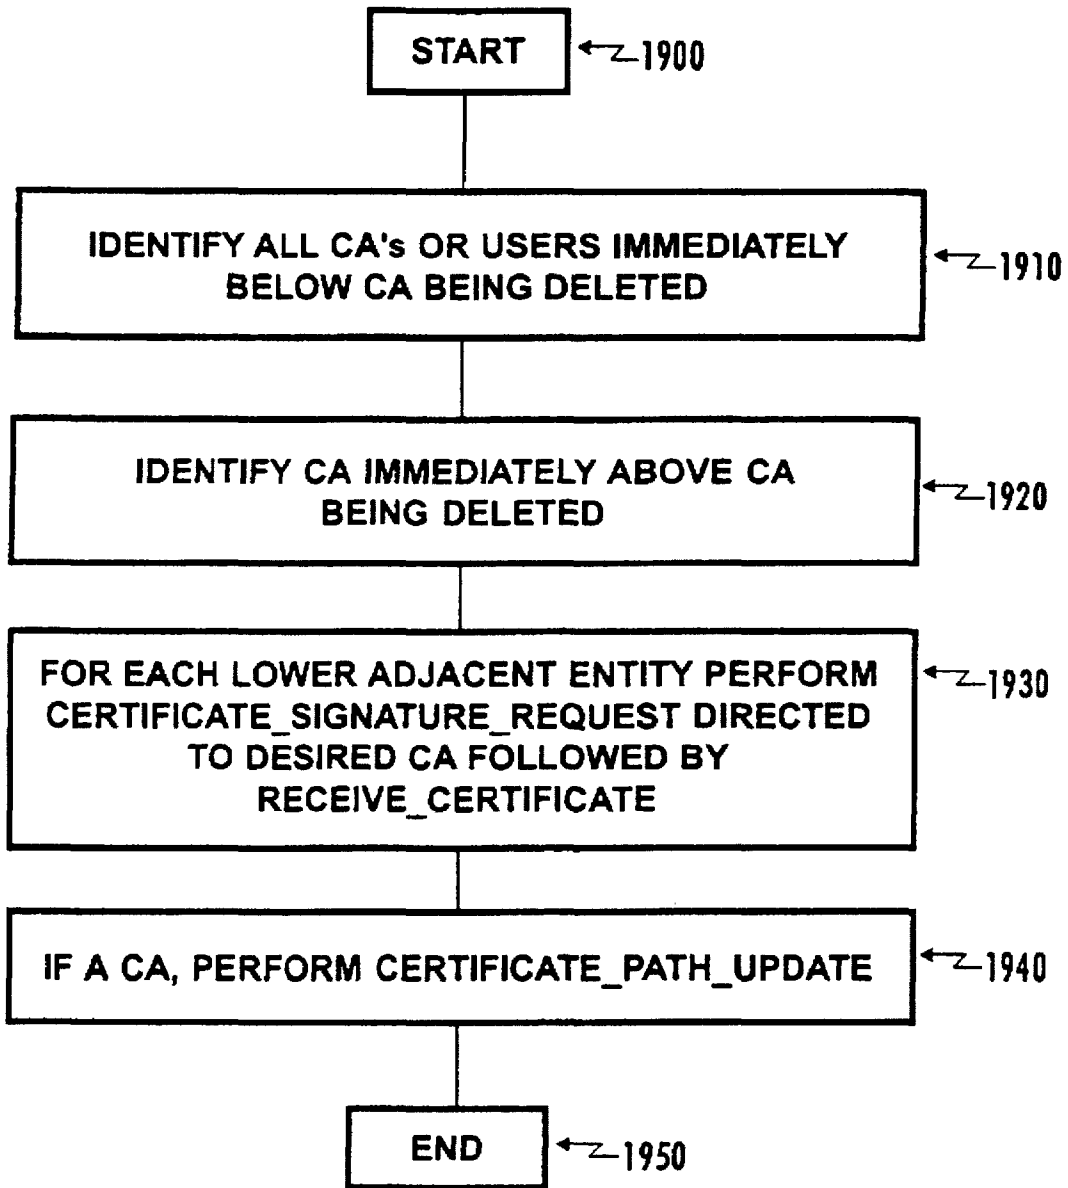 START
1900
IDENTIFY ALL CA's OR USERS IMMEDIATELY
BELOW CA BEING DELETED
1910
IDENTIFY CA IMMEDIATELY ABOVE CA
BEING DELETED
1920
FOR EACH LOWER ADJACENT ENTITY PERFORM
CERTIFICATE_SIGNATURE_REQUEST DIRECTED
TO DESIRED CA FOLLOWED BY
RECEIVE_CERTIFICATE
1930
IF A CA, PERFORM CERTIFICATE_PATH_UPDATE
1940
END
1950